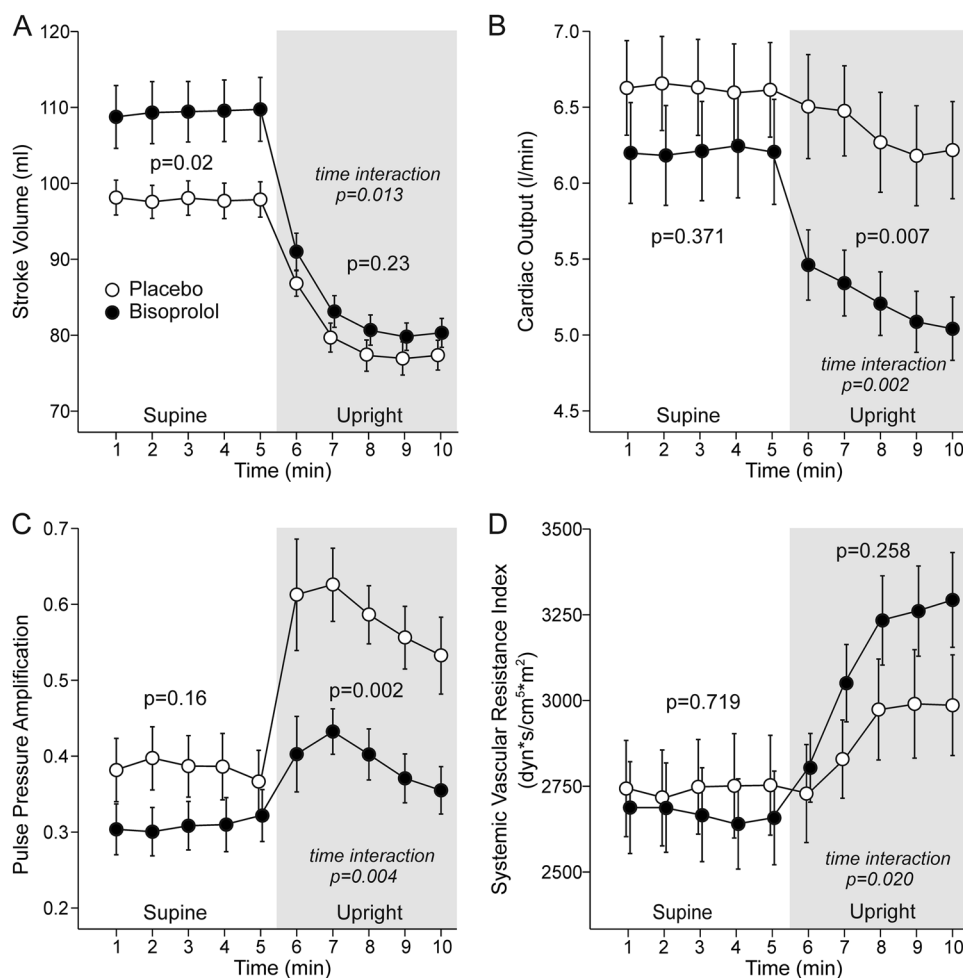 A
Stroke Volume (ml)
120
110
100
90
80
70
p=0.02
time interaction
p=0.013
p=0.23
Placebo
Bisoprolol
Supine
Upright
1 2 3 4 5 6 7 8 9 10
Time (min)
B
Cardiac Output (l/min)
7.0
6.5
6.0
5.5
5.0
4.5
p=0.371
p=0.007
time interaction
p=0.002
Supine
Upright
1 2 3 4 5 6 7 8 9 10
Time (min)
C
Pulse Pressure Amplification
0.7
0.6
0.5
0.4
0.3
0.2
p=0.16
p=0.002
time interaction
p=0.004
Supine
Upright
1 2 3 4 5 6 7 8 9 10
Time (min)
D
Systemic Vascular Resistance Index
(dyn*s/cm⁵*m²)
3500
3250
3000
2750
2500
p=0.258
p=0.719
time interaction
p=0.020
Supine
Upright
1 2 3 4 5 6 7 8 9 10
Time (min)